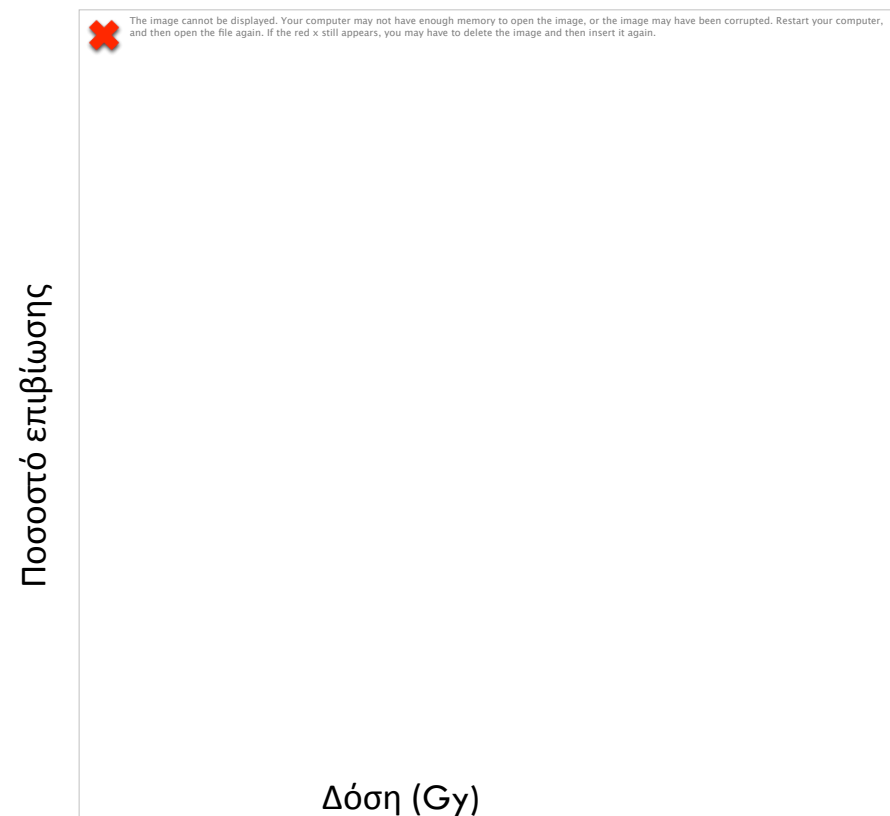 The image cannot be displayed. Your computer may not have enough memory to open the image, or the image may have been corrupted. Restart your computer,
and then open the file again. If the red x still appears, you may have to delete the image and then insert it again.
Ποσοστό επιβίωσης
Δόση (Gy)